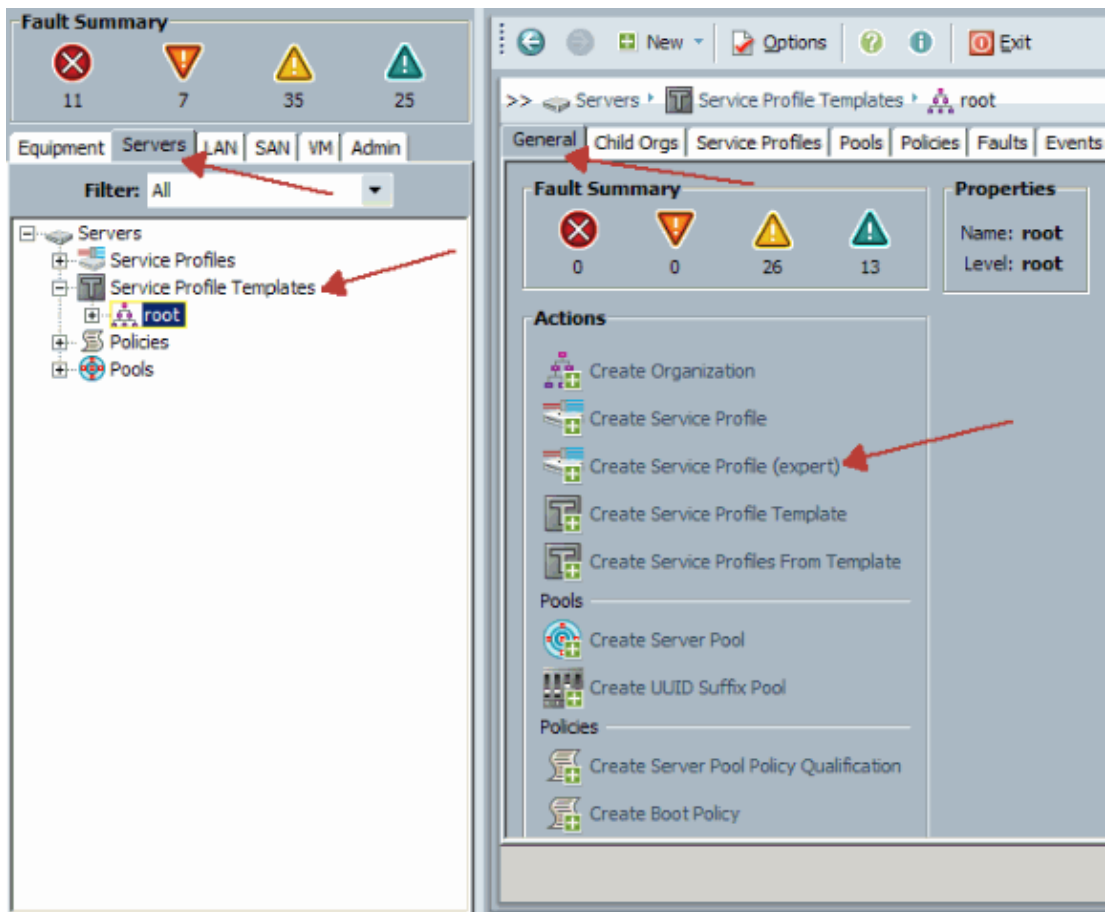 Fault Summary
11 7 35 25
Equipment Servers LAN SAN VM Admin
Filter: All
Servers
Service Profiles
Service Profile Templates
root
Policies
Pools
New Options Exit
>> Servers Service Profile Templates root
General Child Orgs Service Profiles Pools Policies Faults Events
Fault Summary
0 0 26 13
Properties
Name: root
Level: root
Actions
Create Organization
Create Service Profile
Create Service Profile (expert)
Create Service Profile Template
Create Service Profiles From Template
Pools
Create Server Pool
Create UUID Suffix Pool
Policies
Create Server Pool Policy Qualification
Create Boot Policy